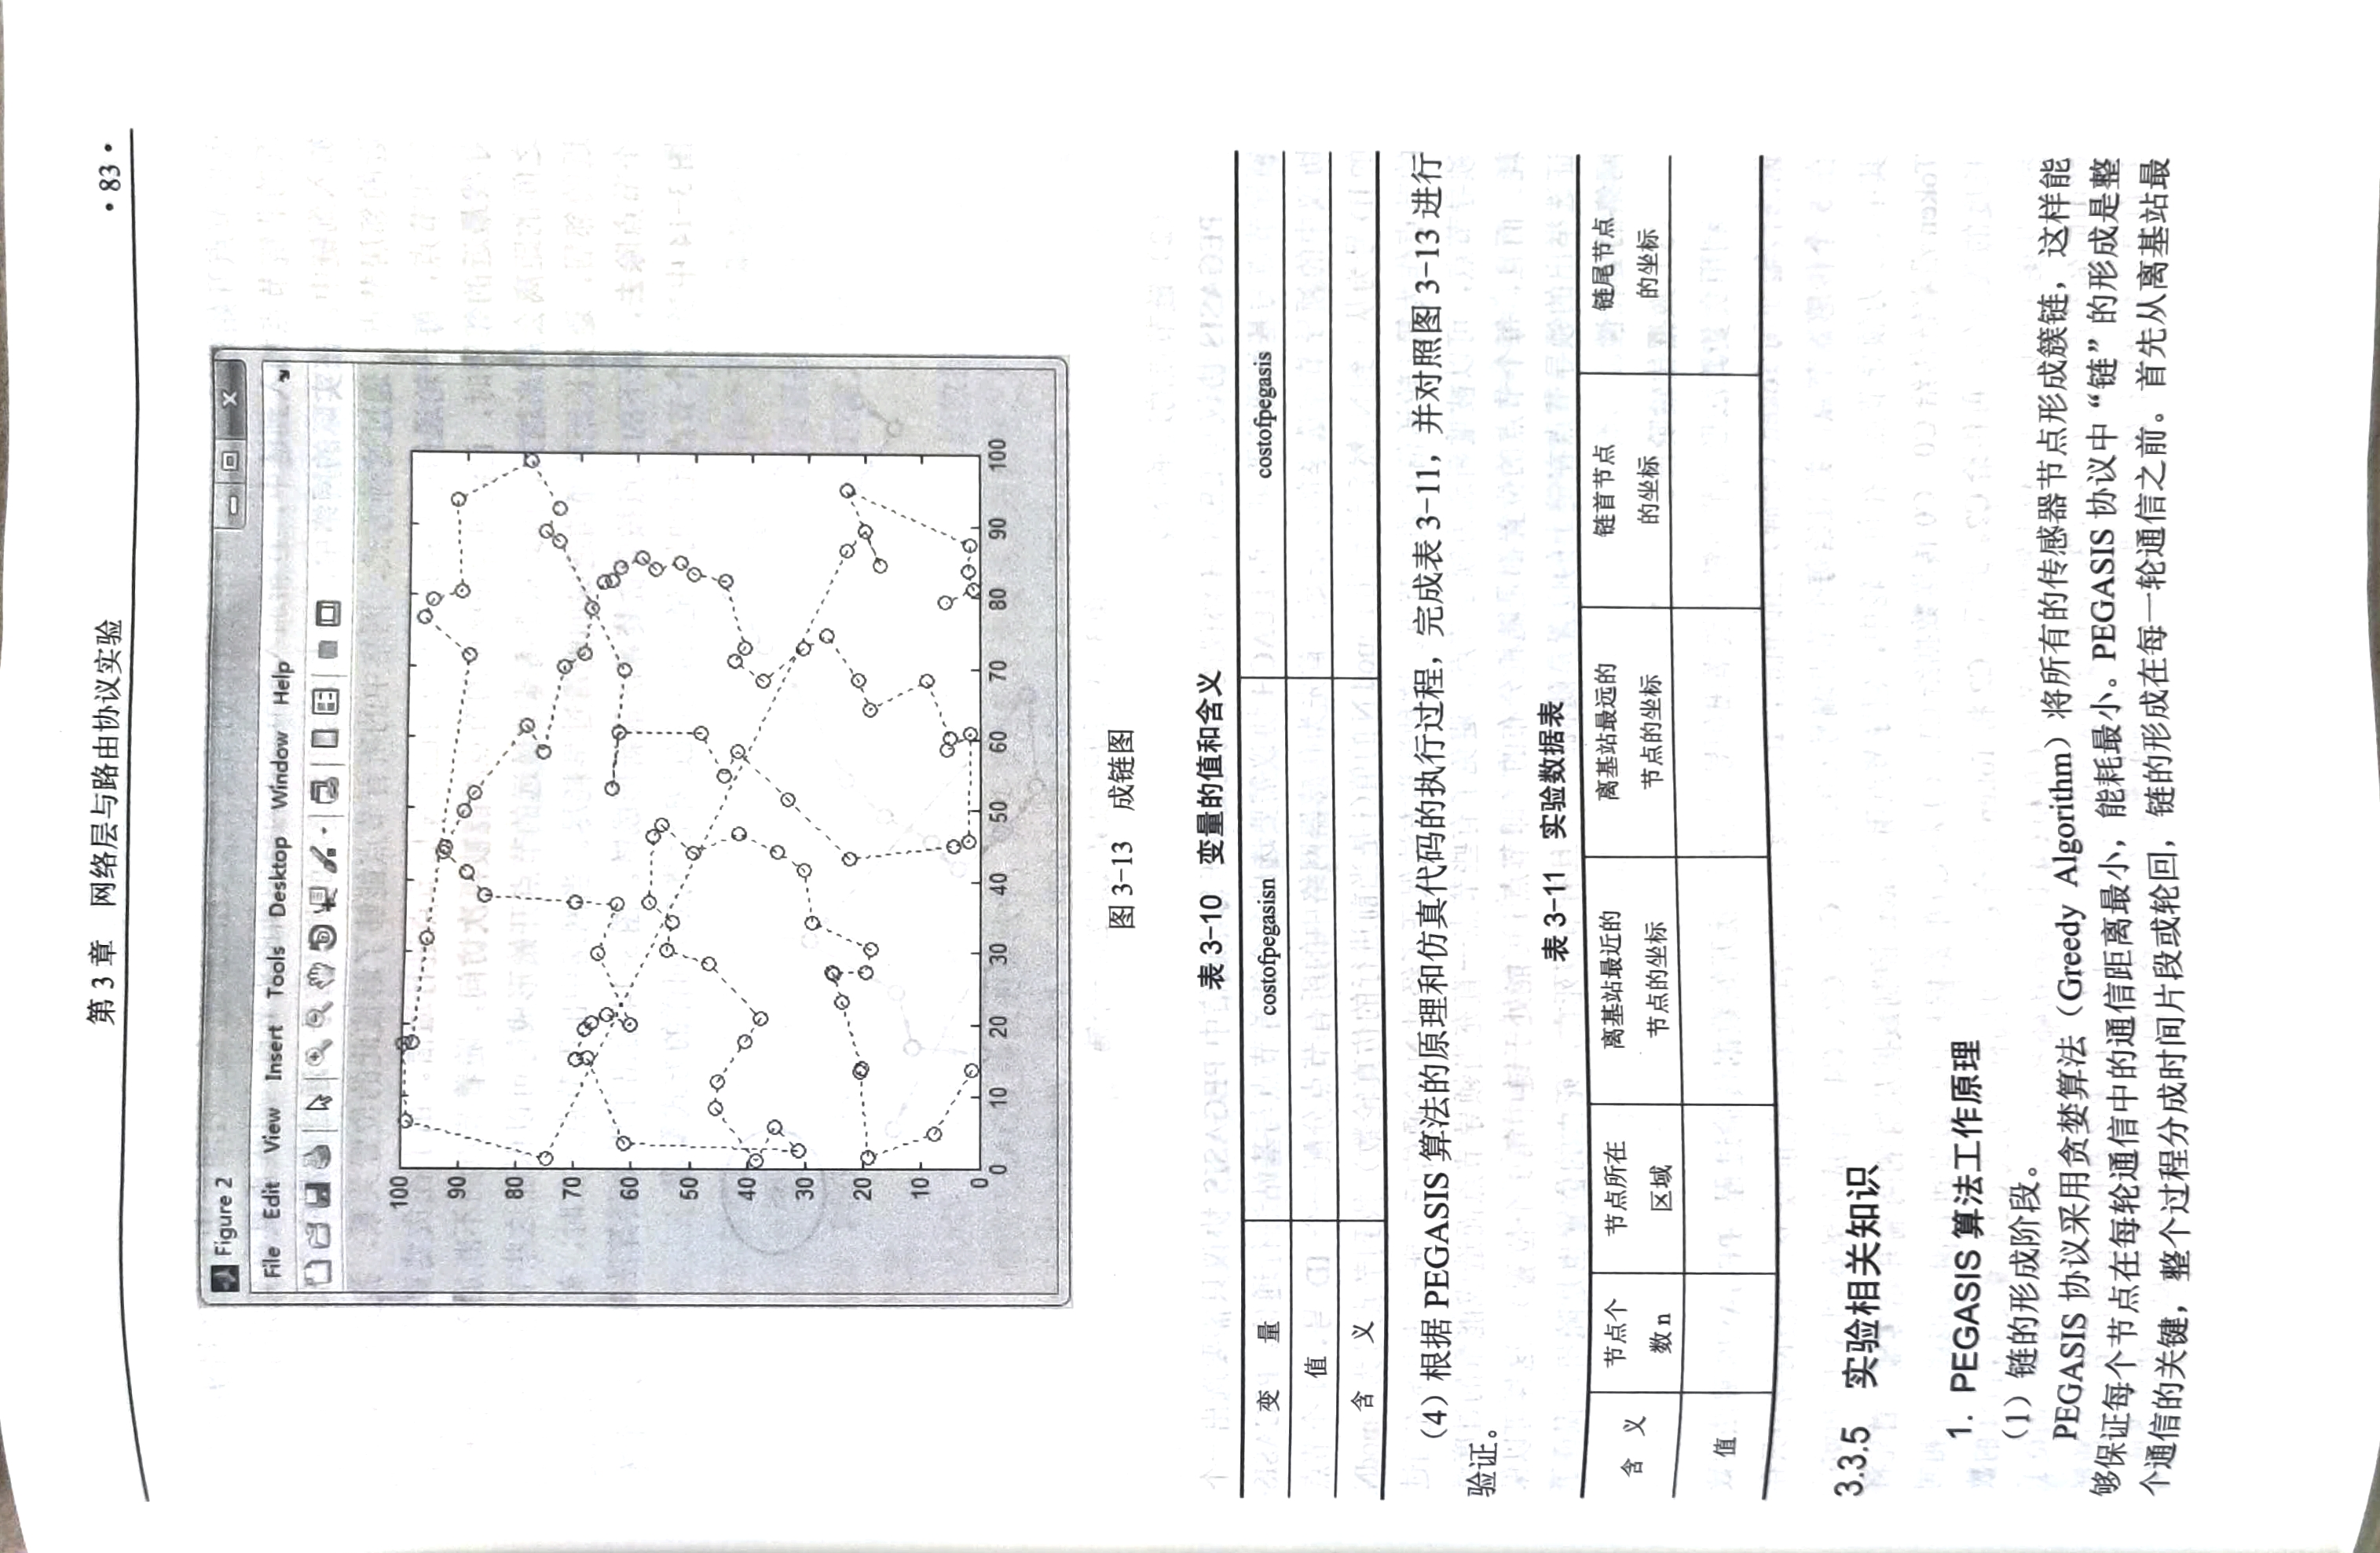 第 3 章 网络层与路由协议实验 · 83 ·
Figure 2
File Edit View Insert Tools Desktop Window Help
100
90
80
70
60
50
40
30
20
10
0
0 10 20 30 40 50 60 70 80 90 100
图 3-13 成链图
表 3-10 变量的值和含义
变 量 costofpegasisn costofpegasis
值
含 义
（4）根据 PEGASIS 算法的原理和仿真代码的执行过程，完成表 3-11，并对照图 3-13 进行
验证。
表 3-11 实验数据表
含 义 节点个 节点所在 离基站最近的 离基站最远的 链首节点 链尾节点
数 n 区域 节点的坐标 节点的坐标 的坐标 的坐标
值
3.3.5 实验相关知识
1. PEGASIS 算法工作原理
（1）链的形成阶段。
PEGASIS 协议采用贪婪算法（Greedy Algorithm）将所有的传感器节点形成簇链，这样能
够保证每个节点在每轮通信中的通信距离最小，能耗最小。PEGASIS 协议中“链”的形成是整
个通信的关键，整个过程分成时间片段或轮回，链的形成在每一轮通信之前。首先从离基站最